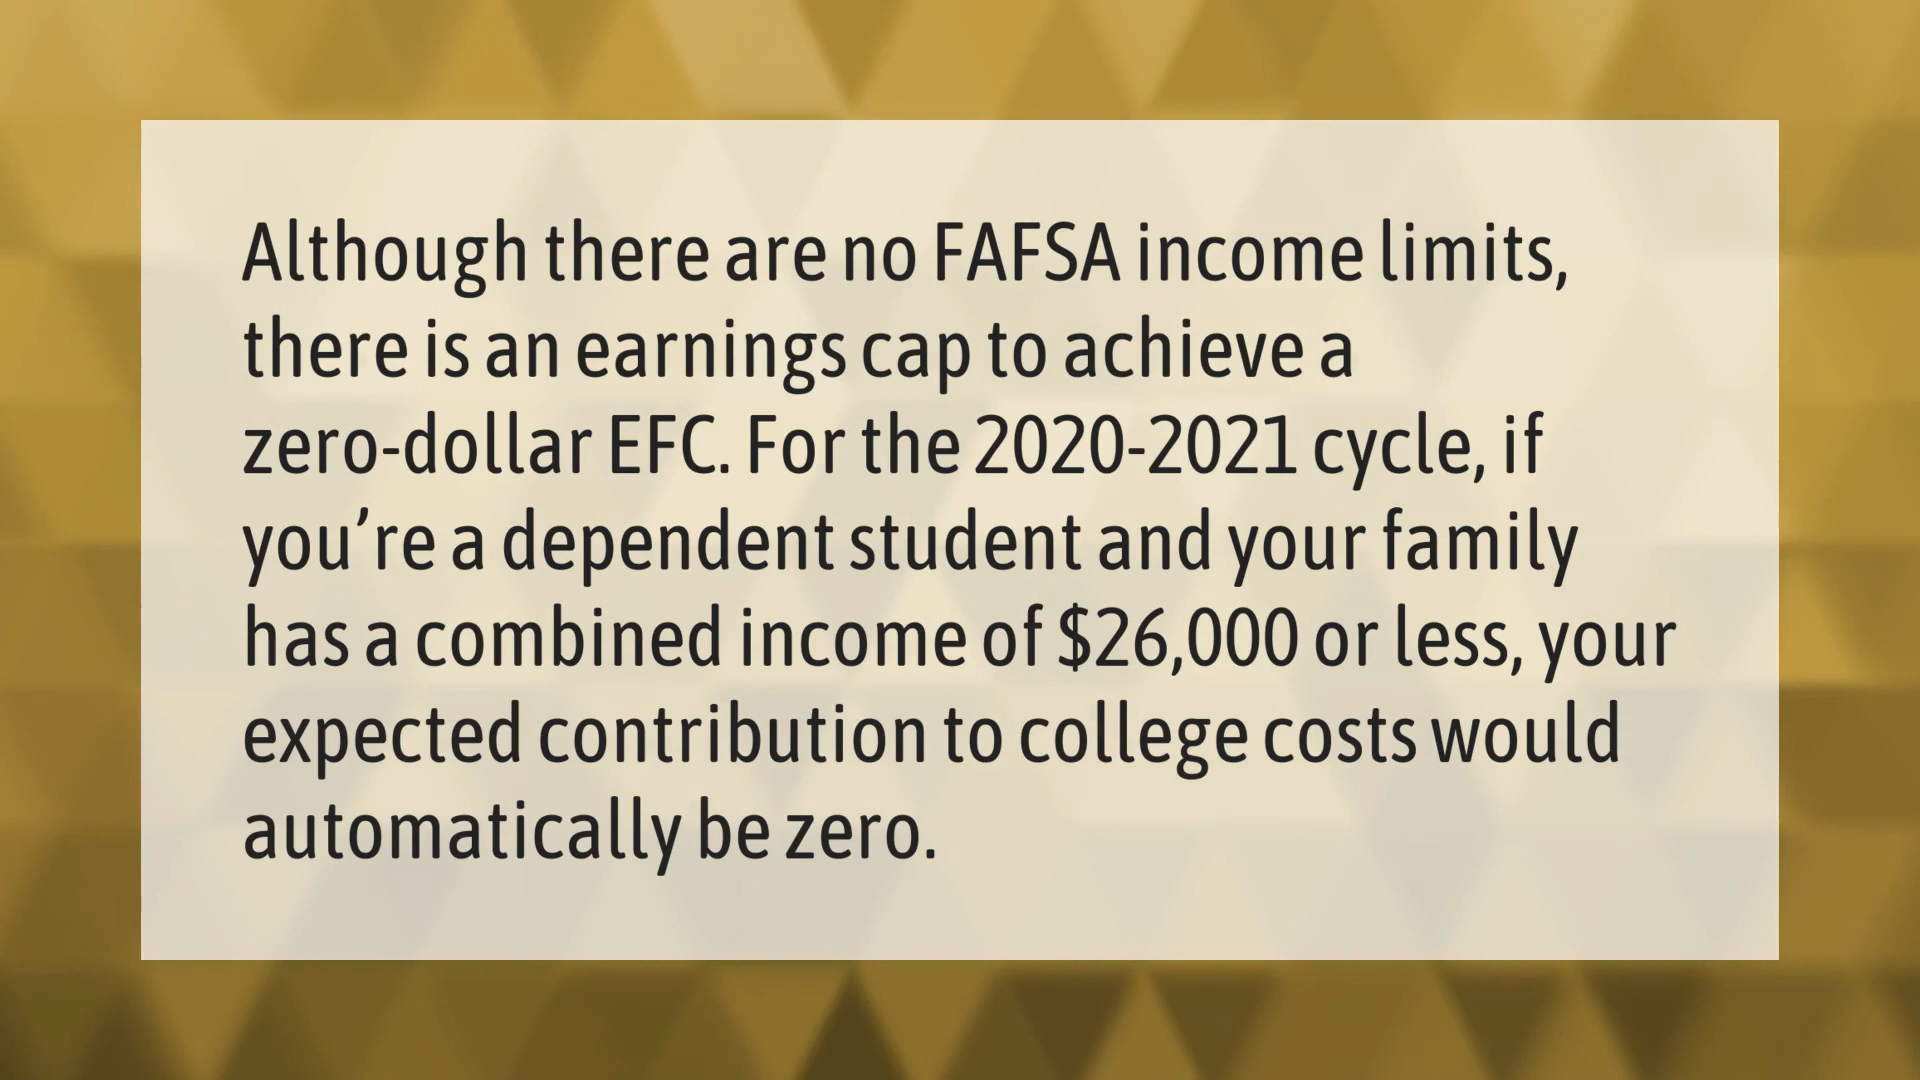 Although there are no FAFSA income limits,
there is an earnings cap to achieve a
zero-dollar EFC. For the 2020-2021 cycle, if
you’re a dependent student and your family
has a combined income of $26,000 or less, your
expected contribution to college costs would
automatically be zero.